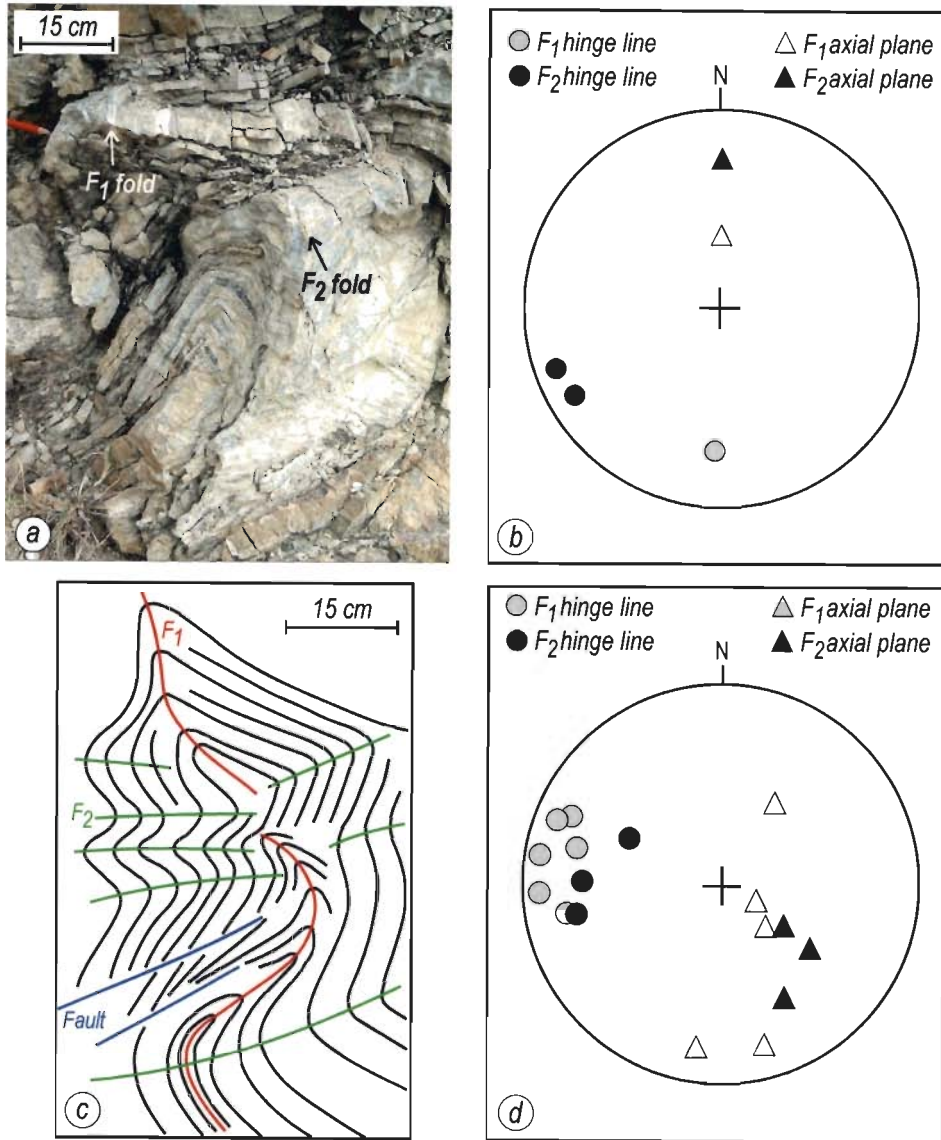 15 cm
F1 fold
F2 fold
a
F1 hinge line
F2 hinge line
F1 axial plane
F2 axial plane
N
b
15 cm
F1
F2
Fault
c
F1 hinge line
F2 hinge line
F1 axial plane
F2 axial plane
N
d